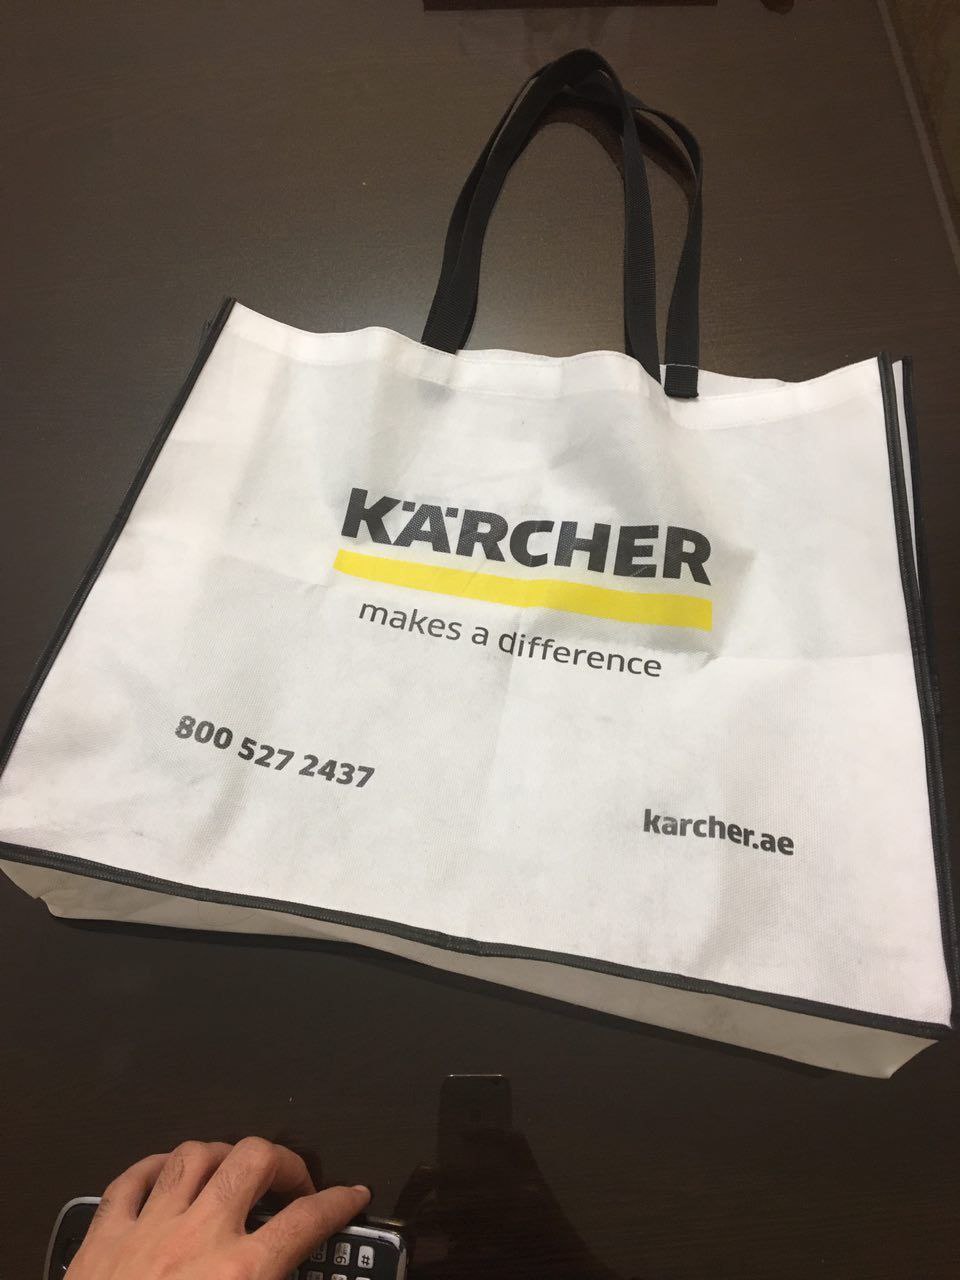 KÄRCHER
makes a difference
800 527 2437
karcher.ae
#